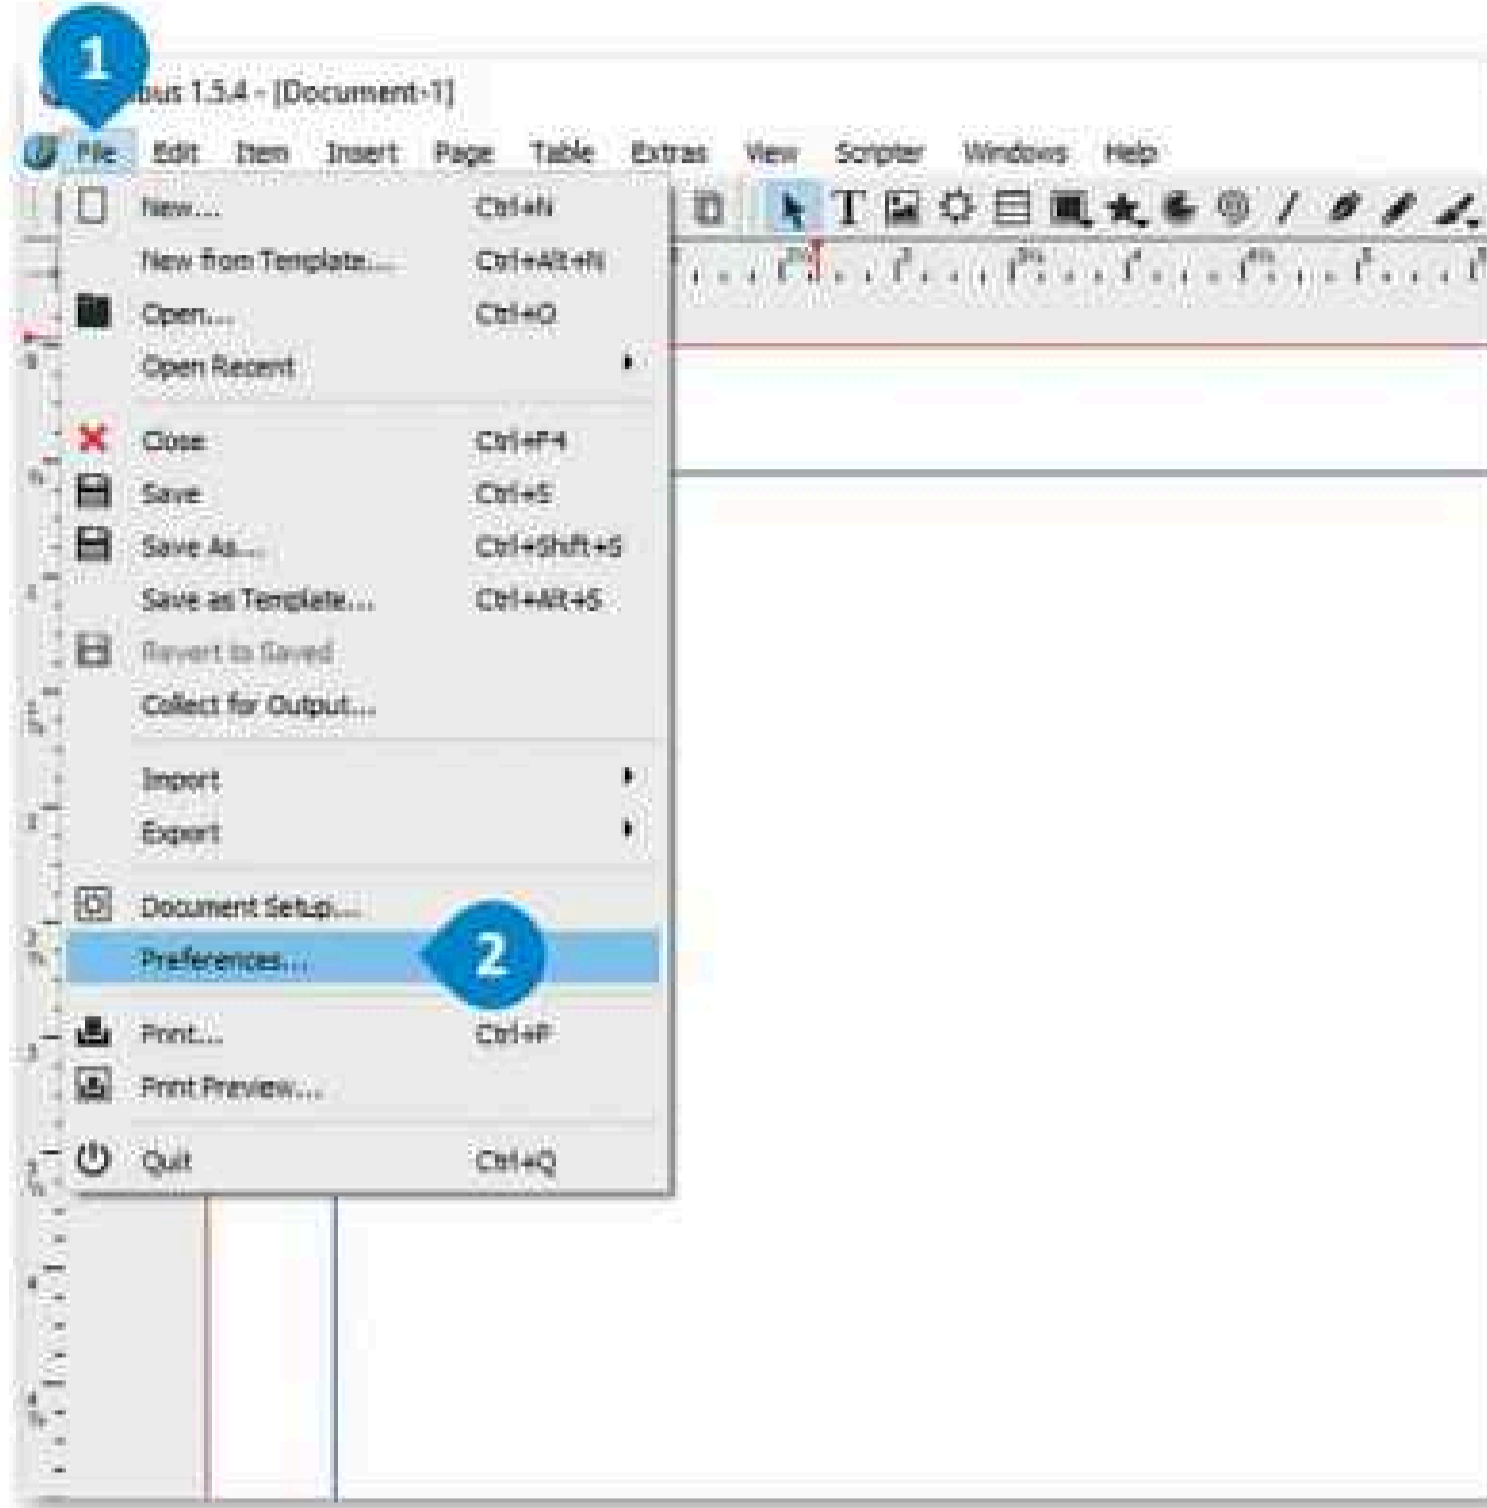 1
bus 1.5.4 - [Document-1]
File Edit Item Insert Page Table Extras View Scripter Windows Help
New... Ctrl+N
New from Template... Ctrl+Alt+N
Open... Ctrl+O
Open Recent
Close Ctrl+F4
Save Ctrl+S
Save As... Ctrl+Shift+S
Save as Template... Ctrl+Alt+S
Revert to Saved
Collect for Output...
Import
Export
Document Setup...
Preferences... 2
Print... Ctrl+P
Print Preview...
Quit Ctrl+Q